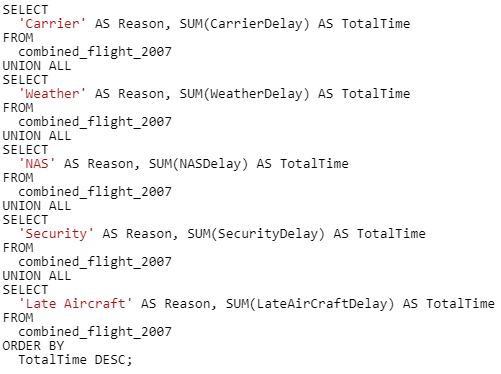 SELECT
  'Carrier' AS Reason, SUM(CarrierDelay) AS TotalTime
FROM
  combined_flight_2007
UNION ALL
SELECT
  'Weather' AS Reason, SUM(WeatherDelay) AS TotalTime
FROM
  combined_flight_2007
UNION ALL
SELECT
  'NAS' AS Reason, SUM(NASDelay) AS TotalTime
FROM
  combined_flight_2007
UNION ALL
SELECT
  'Security' AS Reason, SUM(SecurityDelay) AS TotalTime
FROM
  combined_flight_2007
UNION ALL
SELECT
  'Late Aircraft' AS Reason, SUM(LateAirCraftDelay) AS TotalTime
FROM
  combined_flight_2007
ORDER BY
  TotalTime DESC;